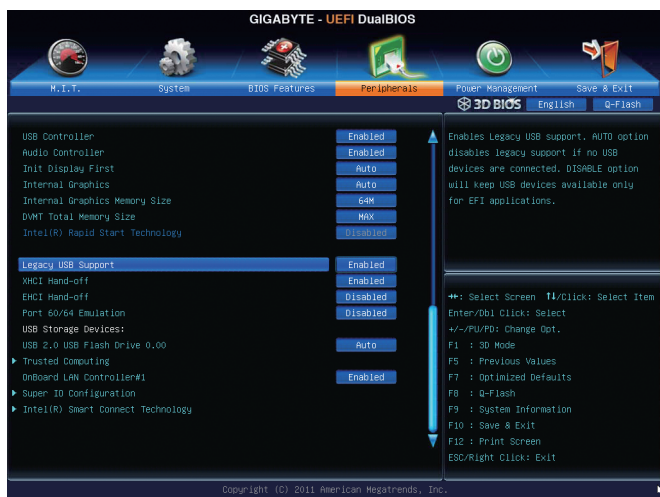 GIGABYTE - UEFI DualBIOS
M.I.T. System BIOS Features Peripherals Power Management Save & Exit
3D BIOS English Q-Flash
USB Controller Enabled
Audio Controller Enabled
Init Display First Auto
Internal Graphics Auto
Internal Graphics Memory Size 64M
DVMT Total Memory Size MAX
Intel(R) Rapid Start Technology Disabled
Legacy USB Support Enabled
XHCI Hand-off Enabled
EHCI Hand-off Disabled
Port 60/64 Emulation Disabled
USB Storage Devices:
USB 2.0 USB Flash Drive 0.00 Auto
Trusted Computing
OnBoard LAN Controller#1 Enabled
Super IO Configuration
Intel(R) Smart Connect Technology
Enables Legacy USB support. AUTO option
disables legacy support if no USB
devices are connected. DISABLE option
will keep USB devices available only
for EFI applications.
→←: Select Screen ↑↓/Click: Select Item
Enter/Dbl Click: Select
+/-/PU/PD: Change Opt.
F1 : 3D Mode
F5 : Previous Values
F7 : Optimized Defaults
F8 : Q-Flash
F9 : System Information
F10 : Save & Exit
F12 : Print Screen
ESC/Right Click: Exit
Copyright (C) 2011 American Megatrends, Inc.